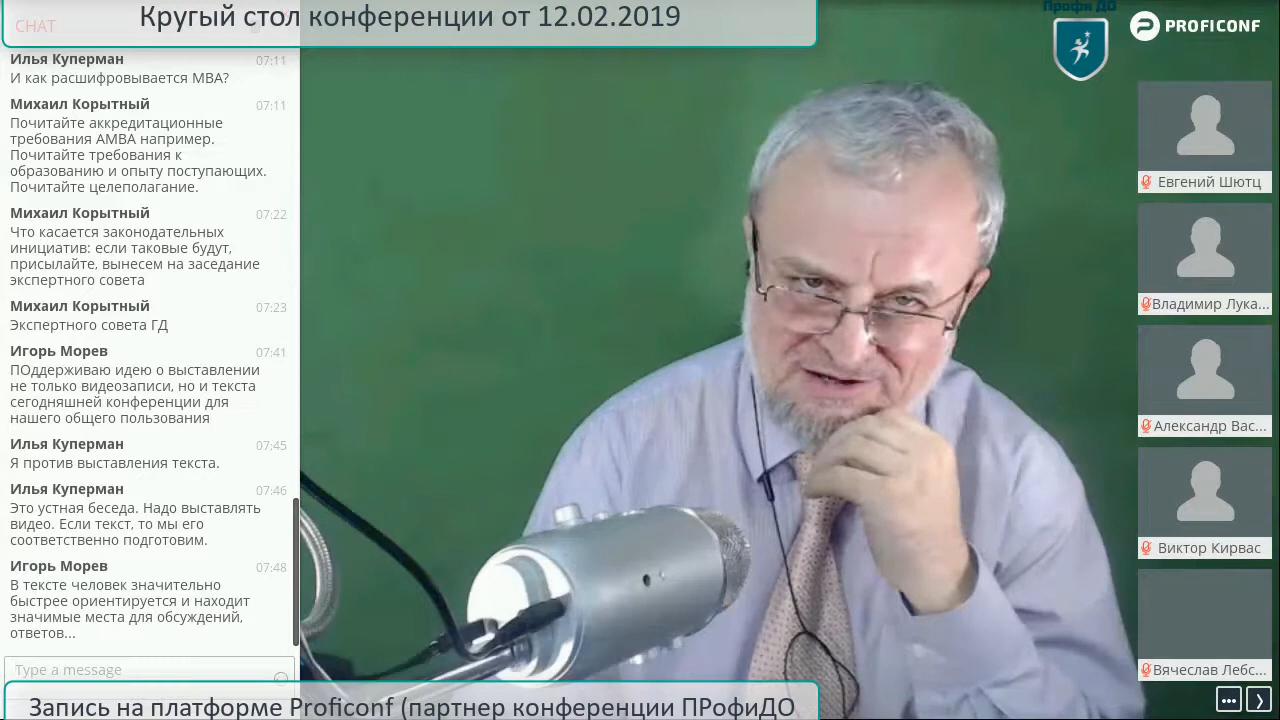 Кругый стол конференции от 12.02.2019
CHAT
Илья Куперман 07:11
И как расшифровывается МВА?
Михаил Корытный 07:11
Почитайте аккредитационные
требования АМВА например.
Почитайте требования к
образованию и опыту поступающих.
Почитайте целеполагание.
Михаил Корытный 07:22
Что касается законодательных
инициатив: если таковые будут,
присылайте, вынесем на заседание
экспертного совета
Михаил Корытный 07:23
Экспертного совета ГД
Игорь Морев 07:41
ПОддерживаю идею о выставлении
не только видеозаписи, но и текста
сегодняшней конференции для
нашего общего пользования
Илья Куперман 07:45
Я против выставления текста.
Илья Куперман 07:46
Это устная беседа. Надо выставлять
видео. Если текст, то мы его
соответственно подготовим.
Игорь Морев 07:48
В тексте человек значительно
быстрее ориентируется и находит
значимые места для обсуждений,
ответов...
Type a message
Запись на платформе Proficonf (партнер конференции ПРофиДО
Профи ДО
PROFICONF
Евгений Шютц
Владимир Лука...
Александр Вас...
Виктор Кирвас
Вячеслав Лебс...